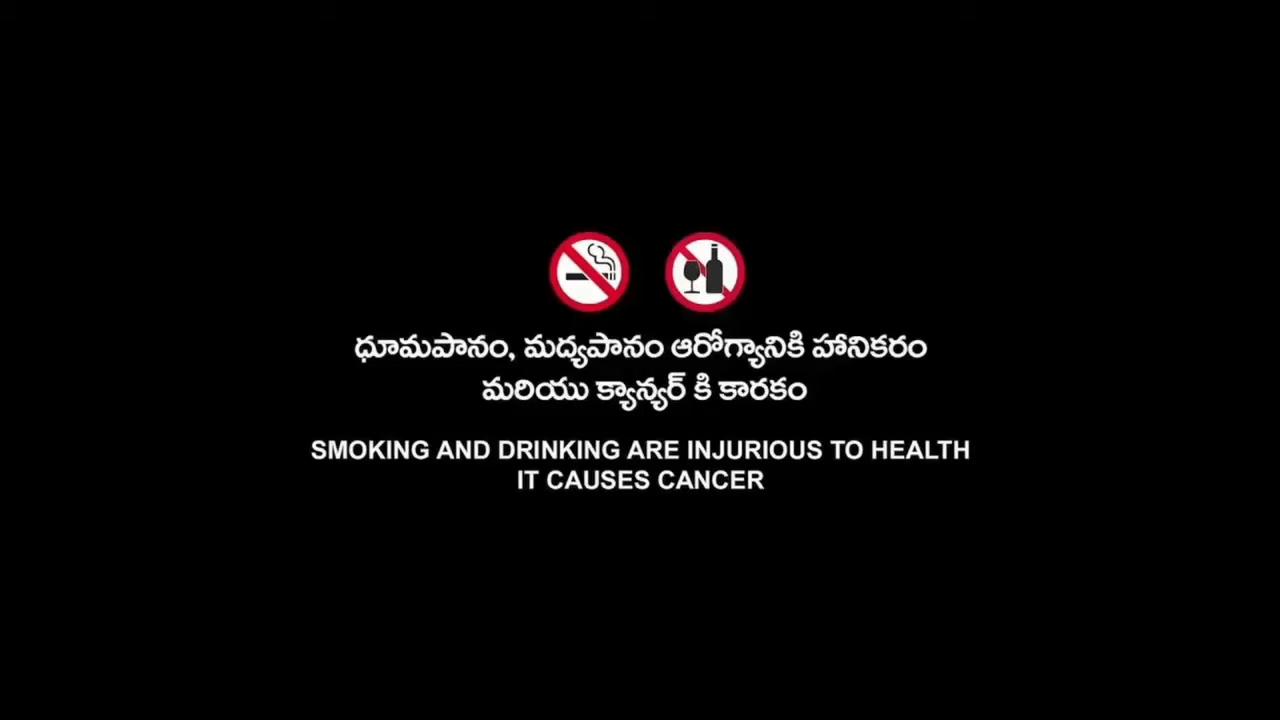 ధూమపానం, మద్యపానం ఆరోగ్యానికి హానికరం
మరియు క్యాన్సర్ కి కారకం
SMOKING AND DRINKING ARE INJURIOUS TO HEALTH
IT CAUSES CANCER